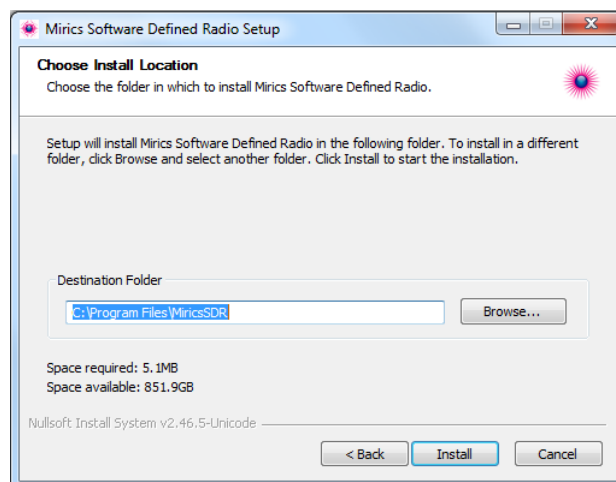 Mirics Software Defined Radio Setup
Choose Install Location
Choose the folder in which to install Mirics Software Defined Radio.
Setup will install Mirics Software Defined Radio in the following folder. To install in a different
folder, click Browse and select another folder. Click Install to start the installation.
Destination Folder
C:\Program Files\MiricsSDR
Browse...
Space required: 5.1MB
Space available: 851.9GB
Nullsoft Install System v2.46.5-Unicode
< Back
Install
Cancel